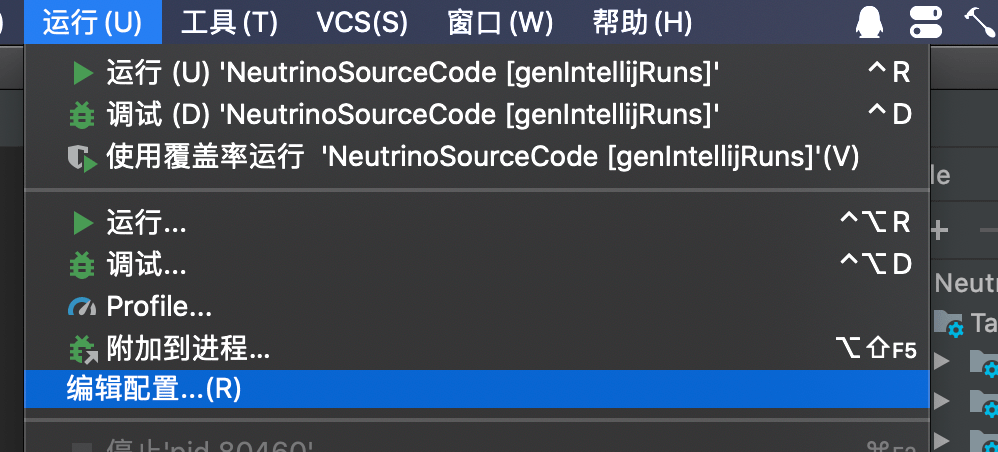 ) 运行(U) 工具(T) VCS(S) 窗口(W) 帮助(H)
运行 (U) 'NeutrinoSourceCode [genIntellijRuns]' ^R
调试 (D) 'NeutrinoSourceCode [genIntellijRuns]' ^D
使用覆盖率运行 'NeutrinoSourceCode [genIntellijRuns]'(V)
le
运行... ^⌥R
+ −
调试... ^⌥D
Neut
Profile...
Ta
附加到进程... ⌥⇧F5
编辑配置...(R)
停止'pid 80460' ⌘F2